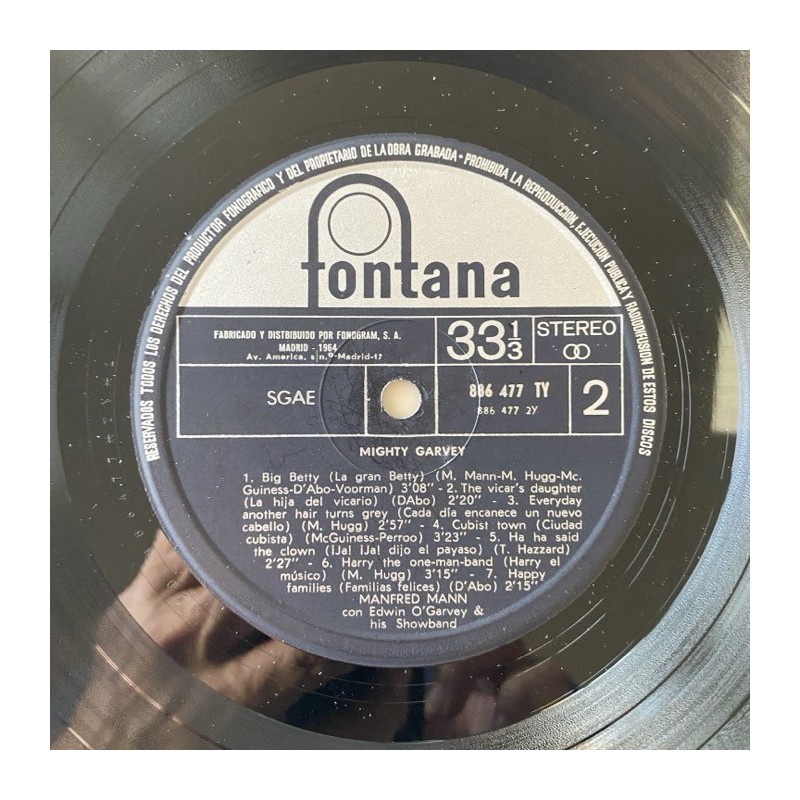 RESERVADOS TODOS LOS DERECHOS DEL PRODUCTOR FONOGRAFICO Y DEL PROPIETARIO DE LA OBRA GRABADA • PROHIBIDA LA REPRODUCCION, EJECUCION PUBLICA Y RADIODIFUSION DE ESTOS DISCOS
fontana
FABRICADO Y DISTBIBUIDO POR FONOGRAM, S. A.
MADRID - 1964
Av. America, s n.º-Madrid-17
33 1/3
STEREO
SGAE
886 477 TY
886 477 2Y
2
MIGHTY GARVEY
1. Big Betty (La gran Betty) (M. Mann-M. Hugg-Mc.
Guiness-D'Abo-Voorman) 3'08" - 2. The vicar's daughter
(La hija del vicario) (DAbo) 2'20" - 3. Everyday
another hair turns grey (Cada día encanece un nuevo
cabello) (M. Hugg) 2'57" - 4. Cubist town (Ciudad
cubista) (McGuiness-Perroo) 3'23" - 5. Ha ha said
the clown (¡Ja! ¡Ja! dijo el payaso) (T. Hazzard)
2'27" - 6. Harry the one-man-band (Harry el
músico) (M. Hugg) 3'15" - 7. Happy
families (Familias felices) (D'Abo) 2'15"
MANFRED MANN
con Edwin O'Garvey &
his Showband